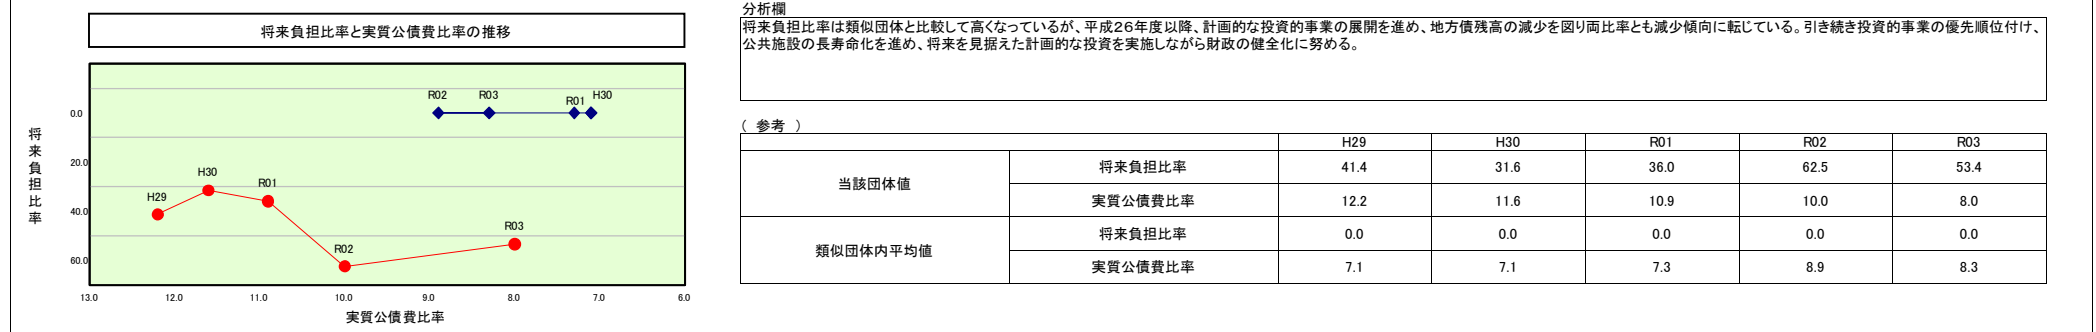 将来負担比率と実質公債費比率の推移
R02
R03
R01
H30
0.0
20.0
40.0
60.0
将来負担比率
H29
H30
R01
R02
R03
13.0
12.0
11.0
10.0
9.0
8.0
7.0
6.0
実質公債費比率
分析欄
将来負担比率は類似団体と比較して高くなっているが、平成26年度以降、計画的な投資的事業の展開を進め、地方債残高の減少を図り両比率とも減少傾向に転じている。引き続き投資的事業の優先順位付け、
公共施設の長寿命化を進め、将来を見据えた計画的な投資を実施しながら財政の健全化に努める。
( 参考 )
H29 H30 R01 R02 R03
当該団体値
将来負担比率 41.4 31.6 36.0 62.5 53.4
実質公債費比率 12.2 11.6 10.9 10.0 8.0
類似団体内平均値
将来負担比率 0.0 0.0 0.0 0.0 0.0
実質公債費比率 7.1 7.1 7.3 8.9 8.3